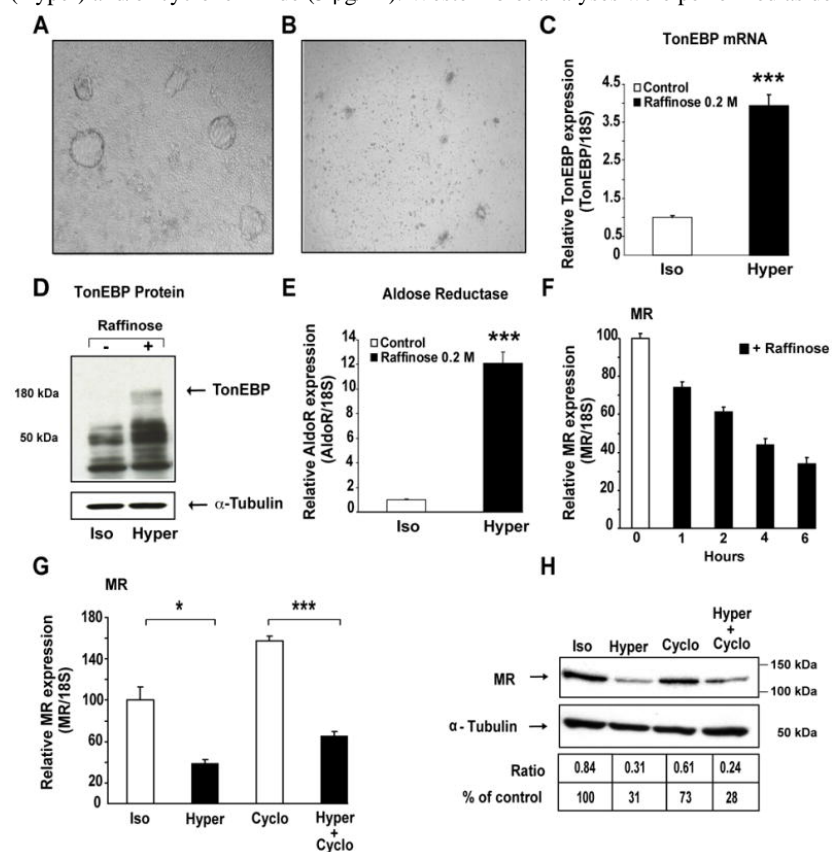 A
B
C
TonEBP mRNA
Relative TonEBP expression
(TonEBP/18S)
4.5
3.5
2.5
1.5
.5
0
Control
Raffinose 0.2 M
***
Iso
Hyper
D
TonEBP Protein
Raffinose
-
+
180 kDa
← TonEBP
50 kDa
← α-Tubulin
Iso
Hyper
E
Aldose Reductase
Relative AldoR expression
(AldoR/18S)
14
12
10
8
6
4
2
0
Control
Raffinose 0.2 M
***
Iso
Hyper
F
MR
Relative MR expression
(MR/18S)
100
80
60
40
20
0
+ Raffinose
0
1
2
4
6
Hours
G
MR
Relative MR expression
(MR/18S)
180
140
100
60
20
0
*
***
Iso
Hyper
Cyclo
Hyper
+
Cyclo
H
Iso
Hyper
Cyclo
Hyper
+
Cyclo
MR →
150 kDa
100 kDa
α - Tubulin →
50 kDa
Ratio 0.84 0.31 0.61 0.24
% of control 100 31 73 28